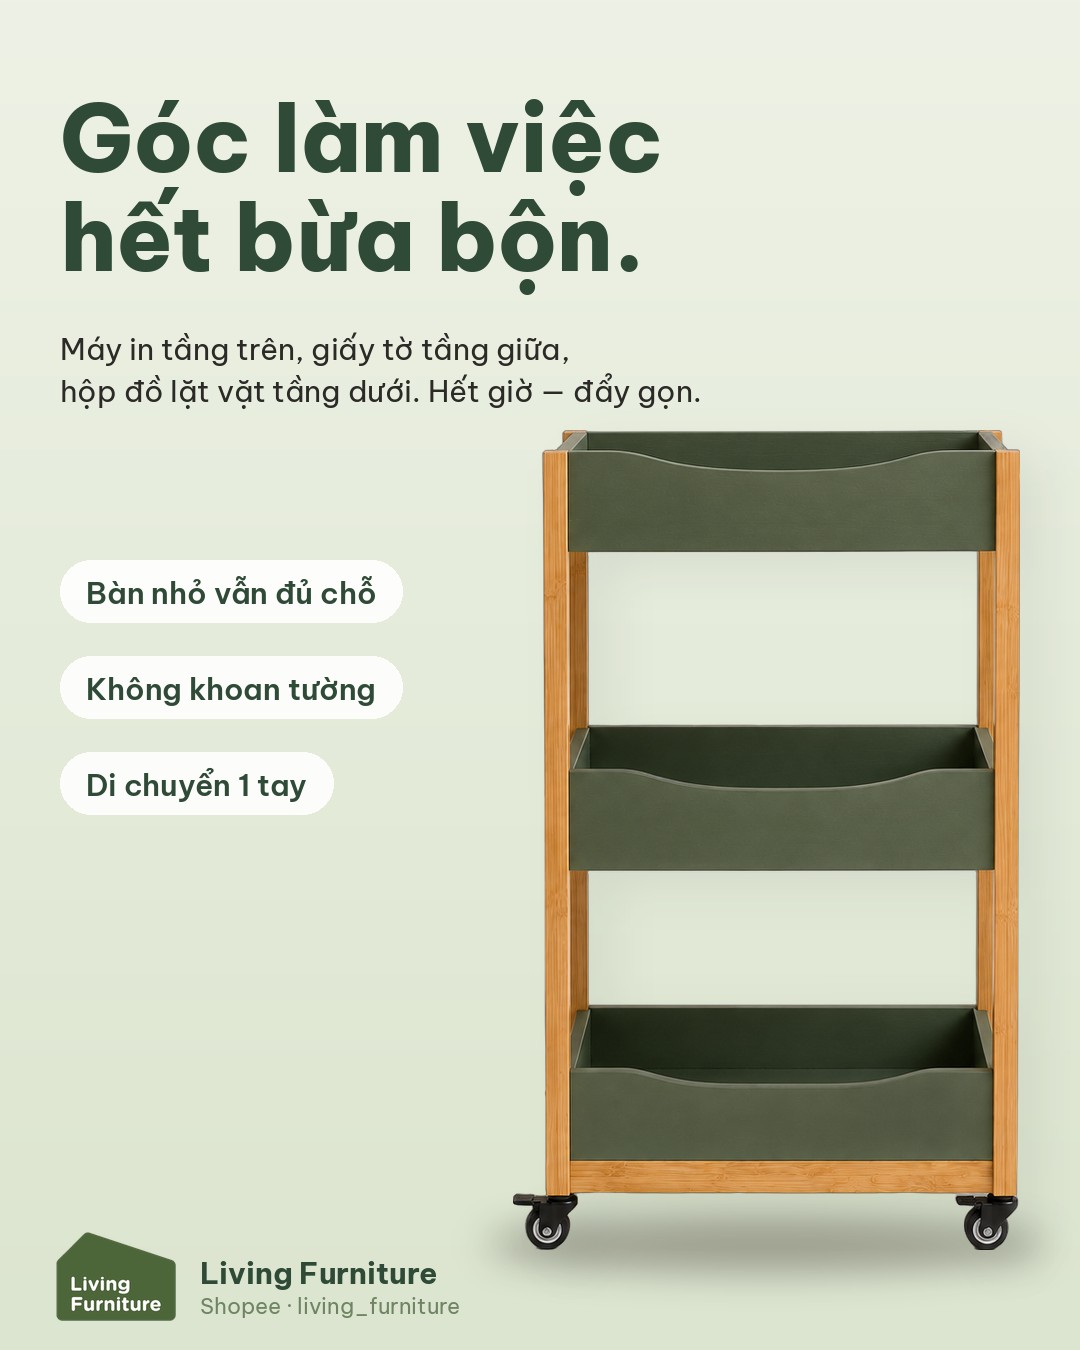 Góc làm việc
hết bừa bộn.
Máy in tầng trên, giấy tờ tầng giữa,
hộp đồ lặt vặt tầng dưới. Hết giờ — đẩy gọn.
Bàn nhỏ vẫn đủ chỗ
Không khoan tường
Di chuyển 1 tay
Living
Furniture
Living Furniture
Shopee · living_furniture